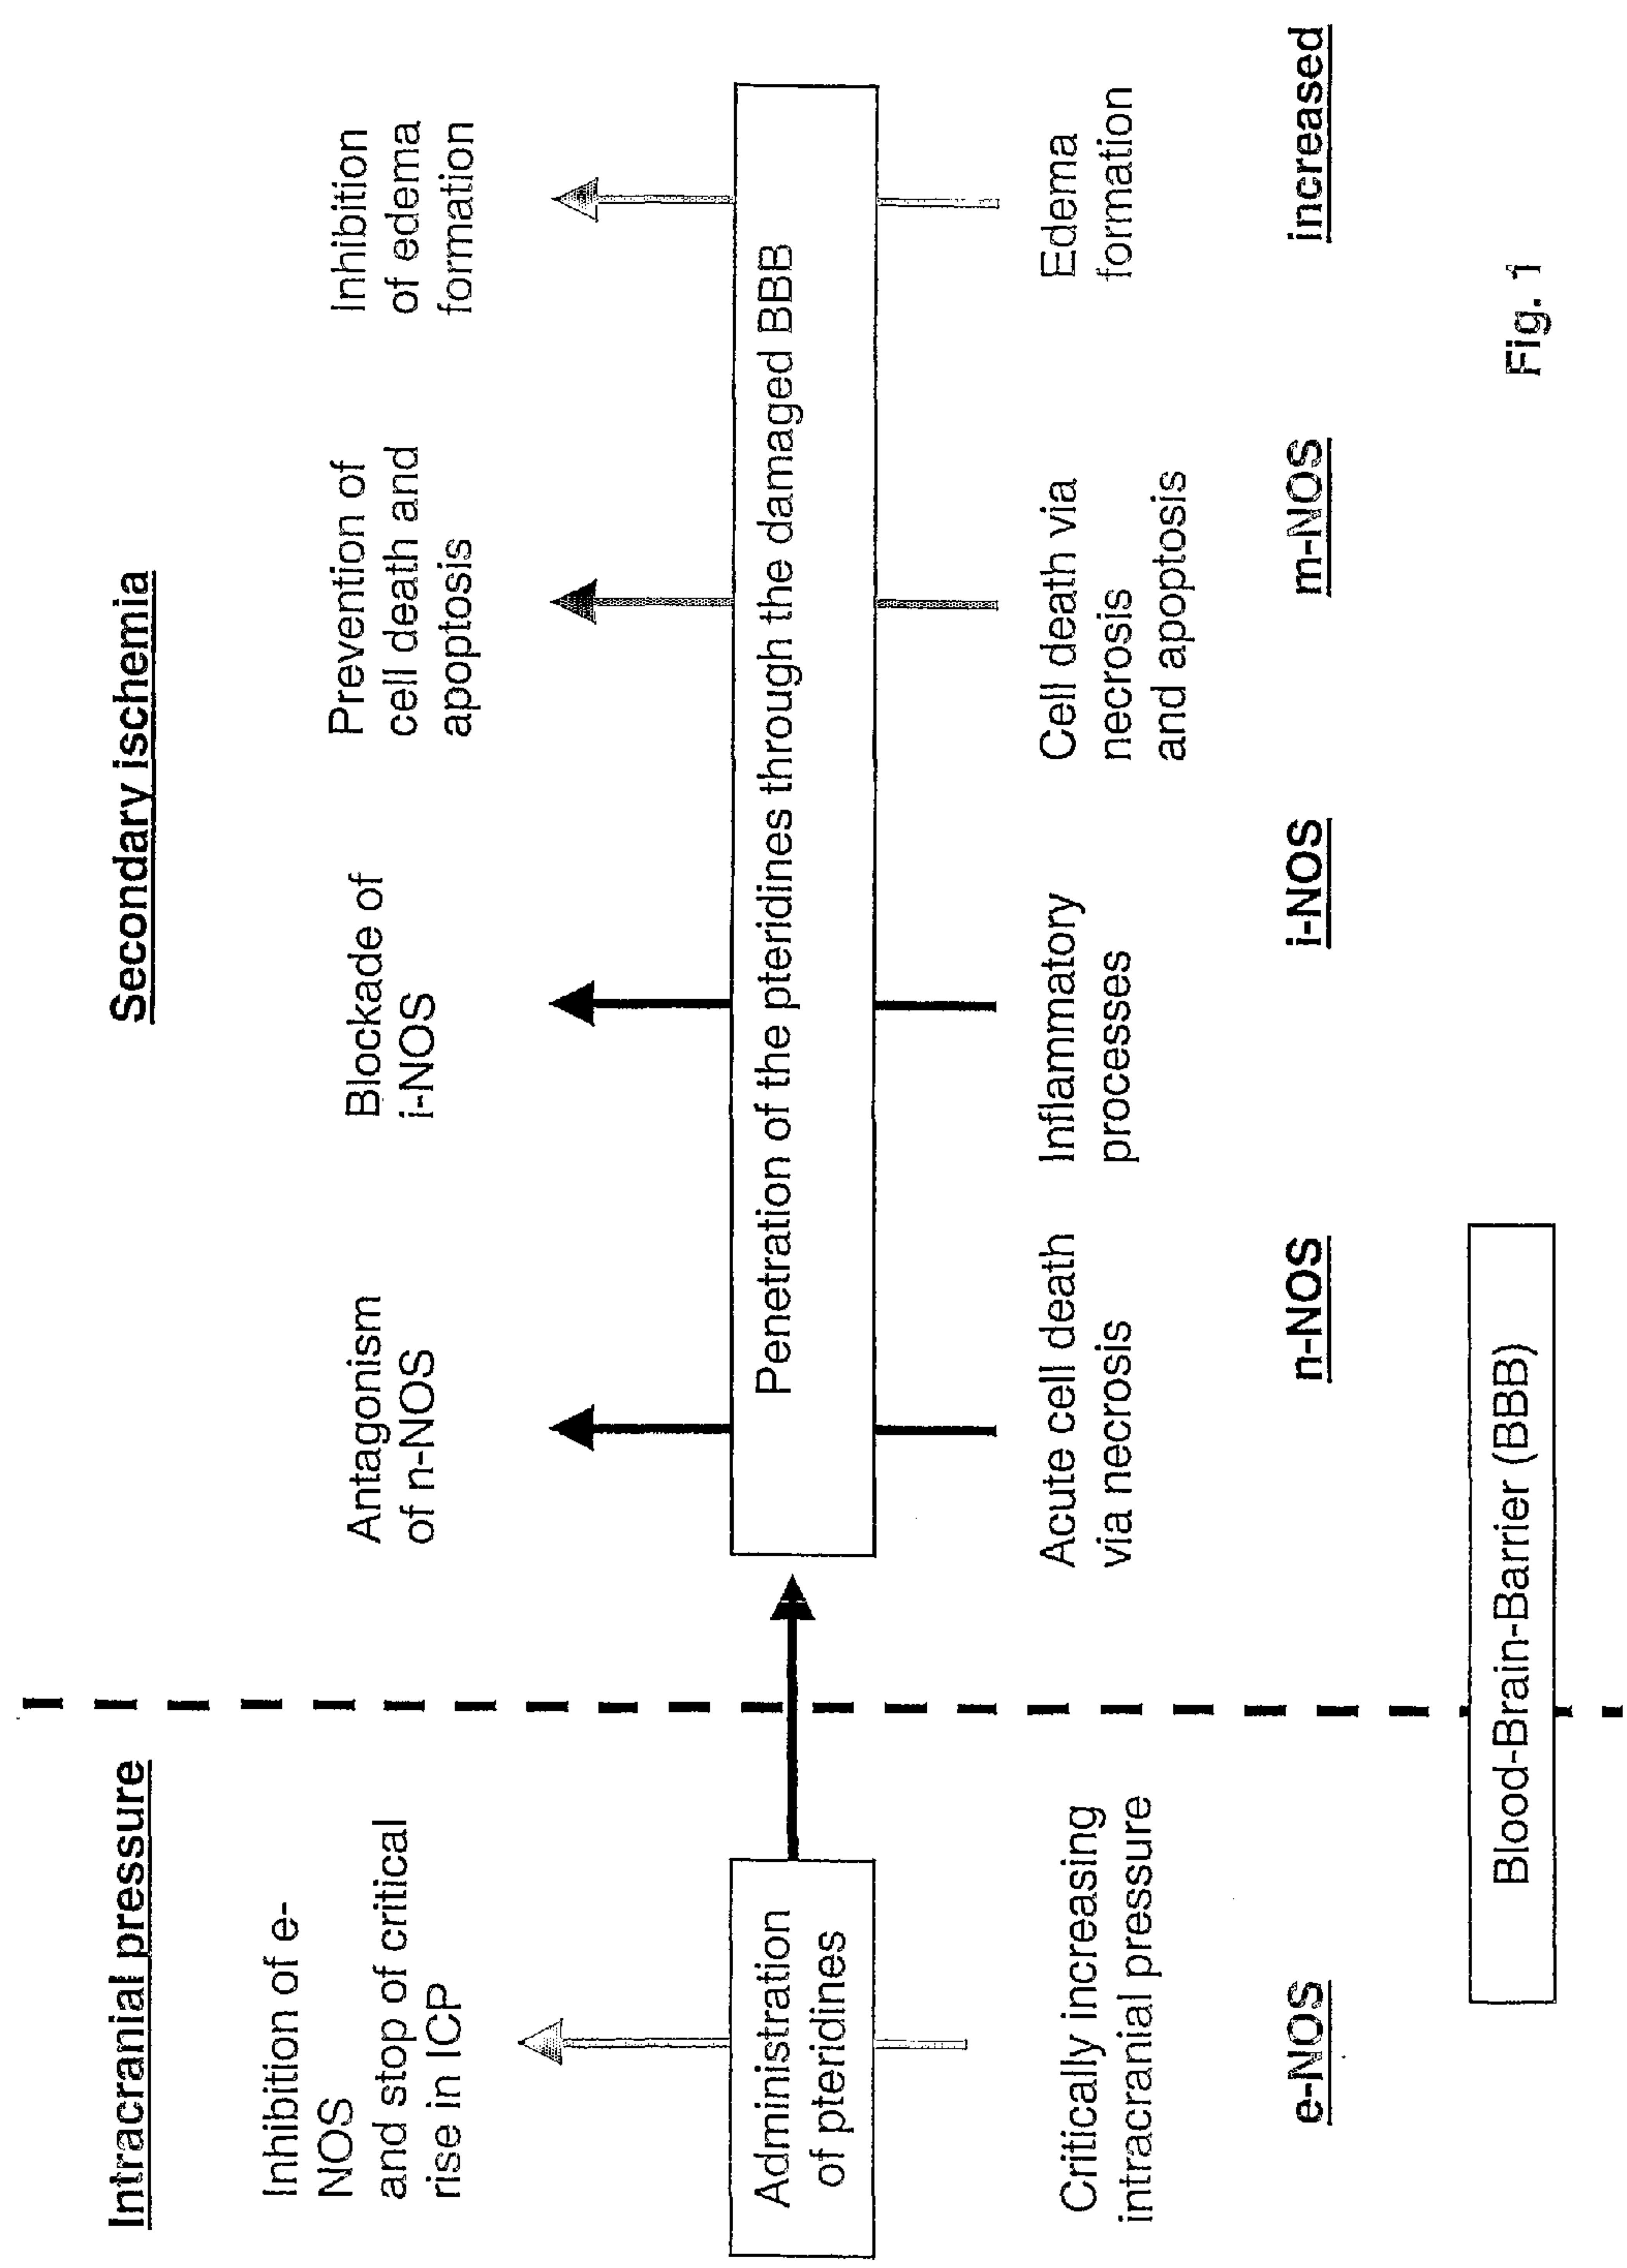 Intracranial pressure
Secondary ischemia
Inhibition of e-
NOS
and stop of critical
rise in ICP
Antagonism
of n-NOS
Blockade of
i-NOS
Prevention of
cell death and
apoptosis
Inhibition
of edema
formation
Administration
of pteridines
Penetration of the pteridines through the damaged BBB
Critically increasing
intracranial pressure
Acute cell death
via necrosis
Inflammatory
processes
Cell death via
necrosis
and apoptosis
Edema
formation
e-NOS
n-NOS
i-NOS
m-NOS
increased
Blood-Brain-Barrier (BBB)
Fig. 1